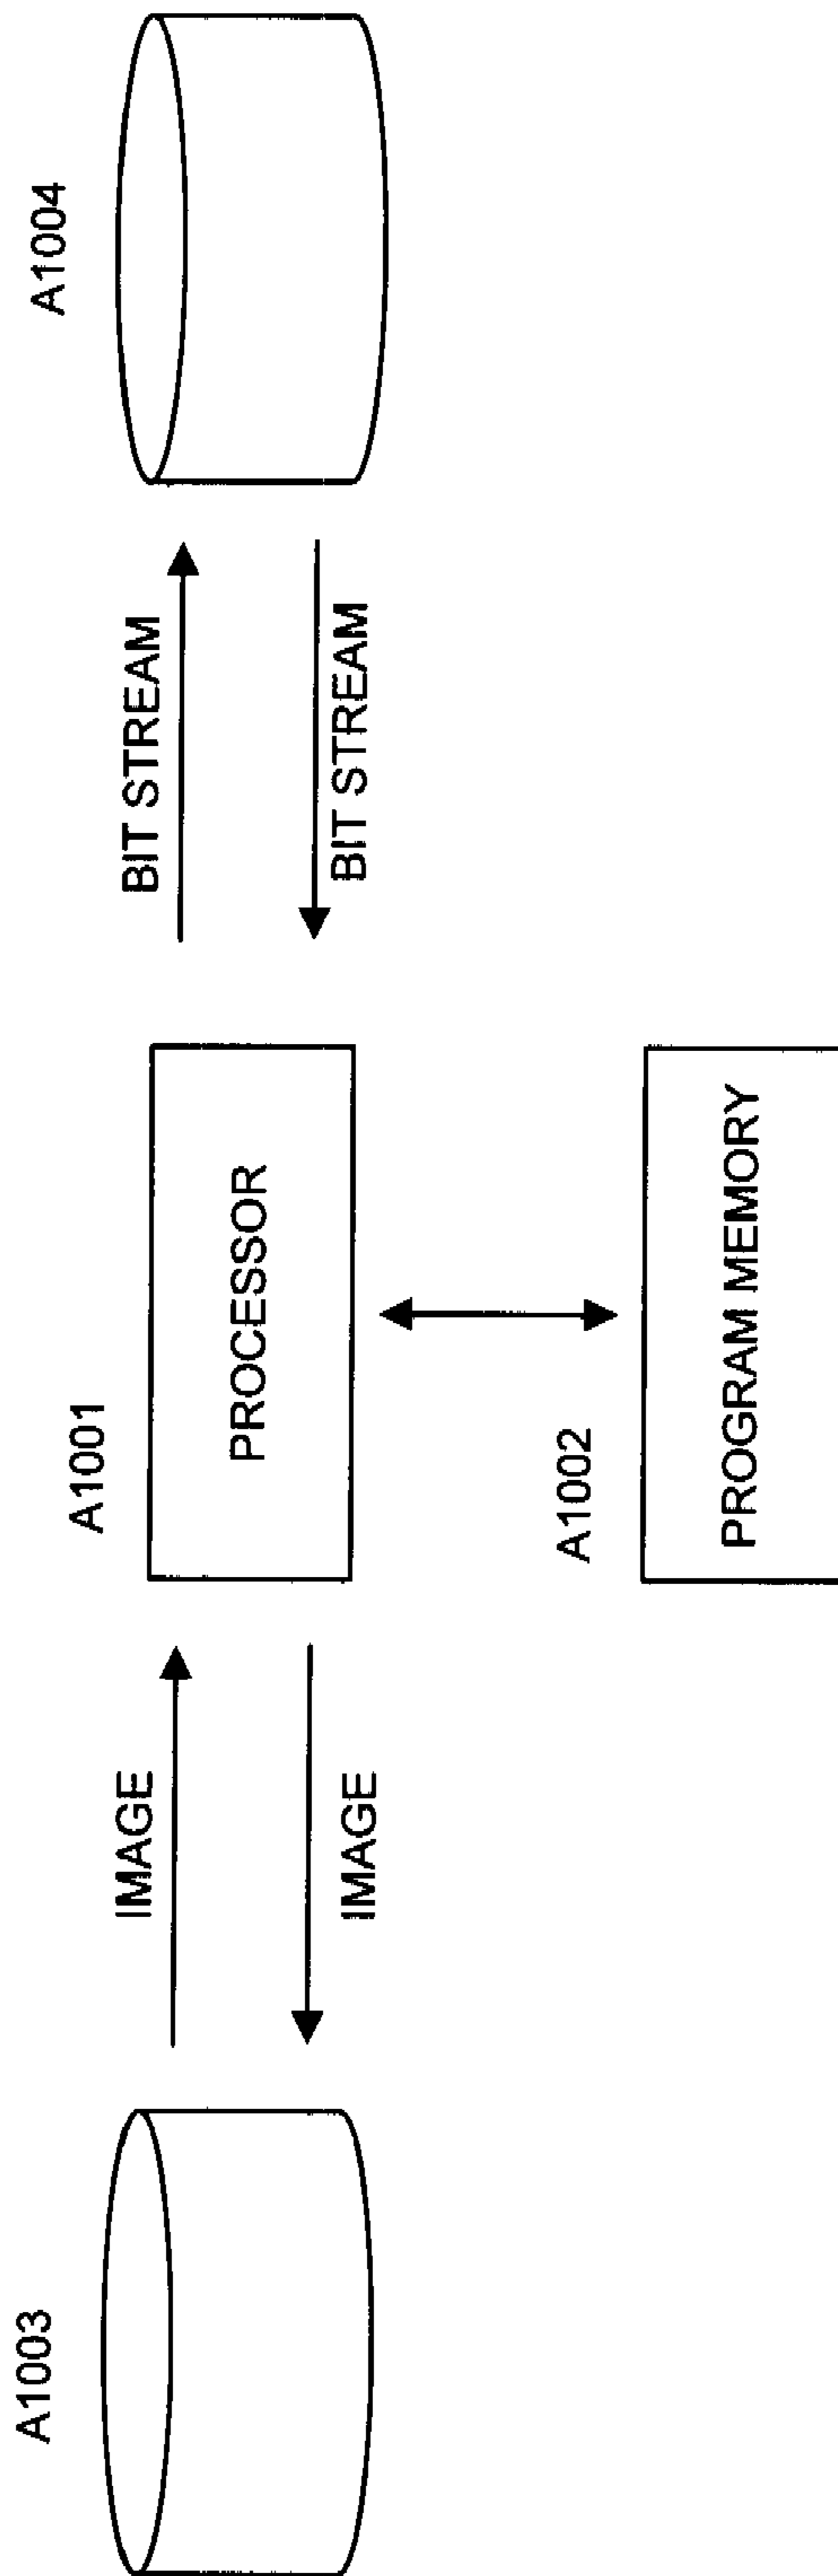 A1003
IMAGE
IMAGE
A1001
PROCESSOR
A1002
PROGRAM MEMORY
BIT STREAM
BIT STREAM
A1004